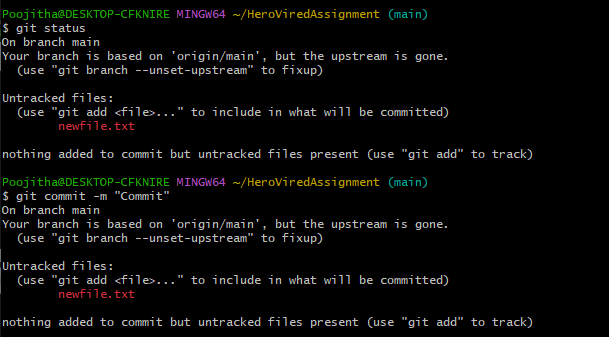 Poojitha@DESKTOP-CFKNIRE MINGW64 ~/HeroViredAssignment (main)
$ git status
On branch main
Your branch is based on 'origin/main', but the upstream is gone.
  (use "git branch --unset-upstream" to fixup)

Untracked files:
  (use "git add <file>..." to include in what will be committed)
        newfile.txt

nothing added to commit but untracked files present (use "git add" to track)

Poojitha@DESKTOP-CFKNIRE MINGW64 ~/HeroViredAssignment (main)
$ git commit -m "Commit"
On branch main
Your branch is based on 'origin/main', but the upstream is gone.
  (use "git branch --unset-upstream" to fixup)

Untracked files:
  (use "git add <file>..." to include in what will be committed)
        newfile.txt

nothing added to commit but untracked files present (use "git add" to track)